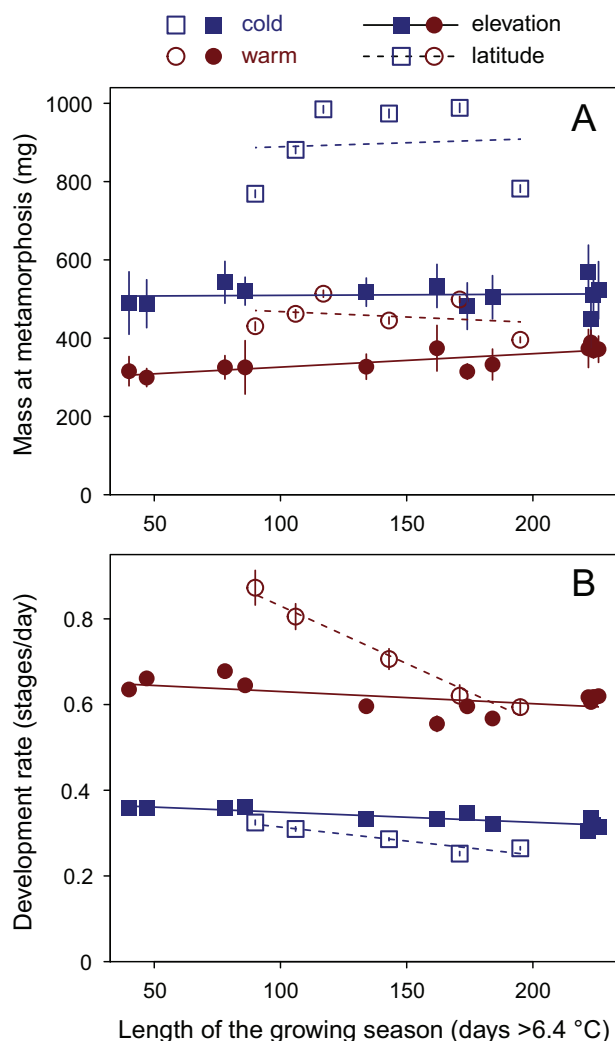 cold elevation
warm latitude
A
Mass at metamorphosis (mg)
1000
800
600
400
200
0
50 100 150 200
B
Development rate (stages/day)
0.8
0.6
0.4
0.2
0
50 100 150 200
Length of the growing season (days >6.4 °C)